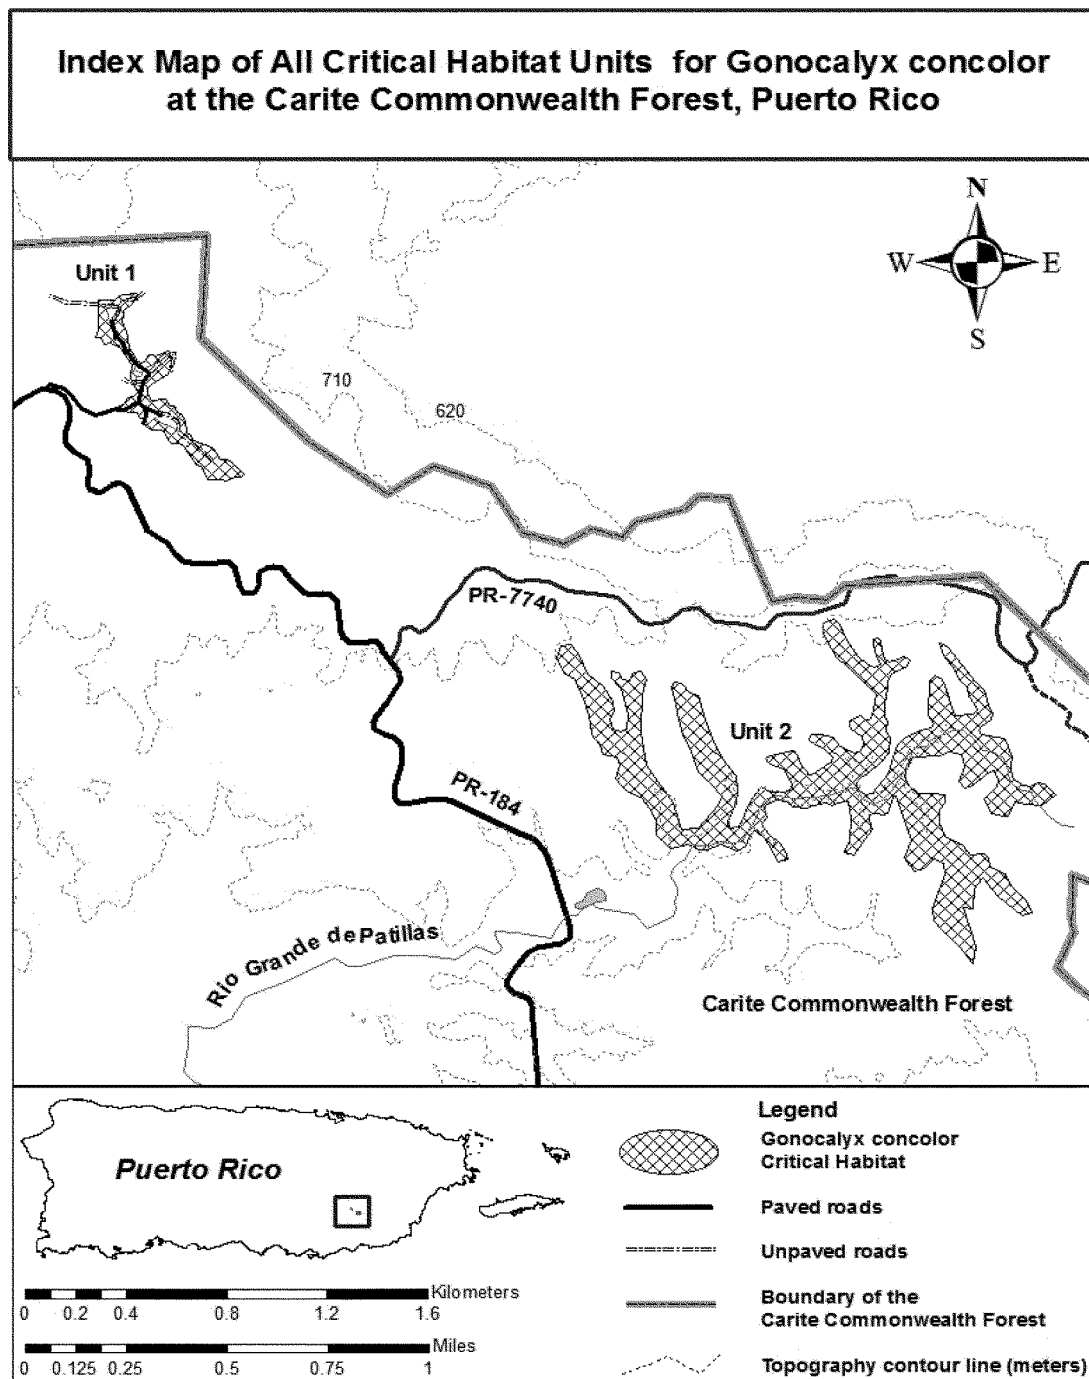 Index Map of All Critical Habitat Units for Gonocalyx concolor
at the Carite Commonwealth Forest, Puerto Rico
N
W E
S
Unit 1
710
620
PR-7740
Unit 2
PR-184
Rio Grande de Patillas
Carite Commonwealth Forest
Puerto Rico
Kilometers
0 0.2 0.4 0.8 1.2 1.6
Miles
0 0.125 0.25 0.5 0.75 1
Legend
Gonocalyx concolor
Critical Habitat
Paved roads
Unpaved roads
Boundary of the
Carite Commonwealth Forest
Topography contour line (meters)